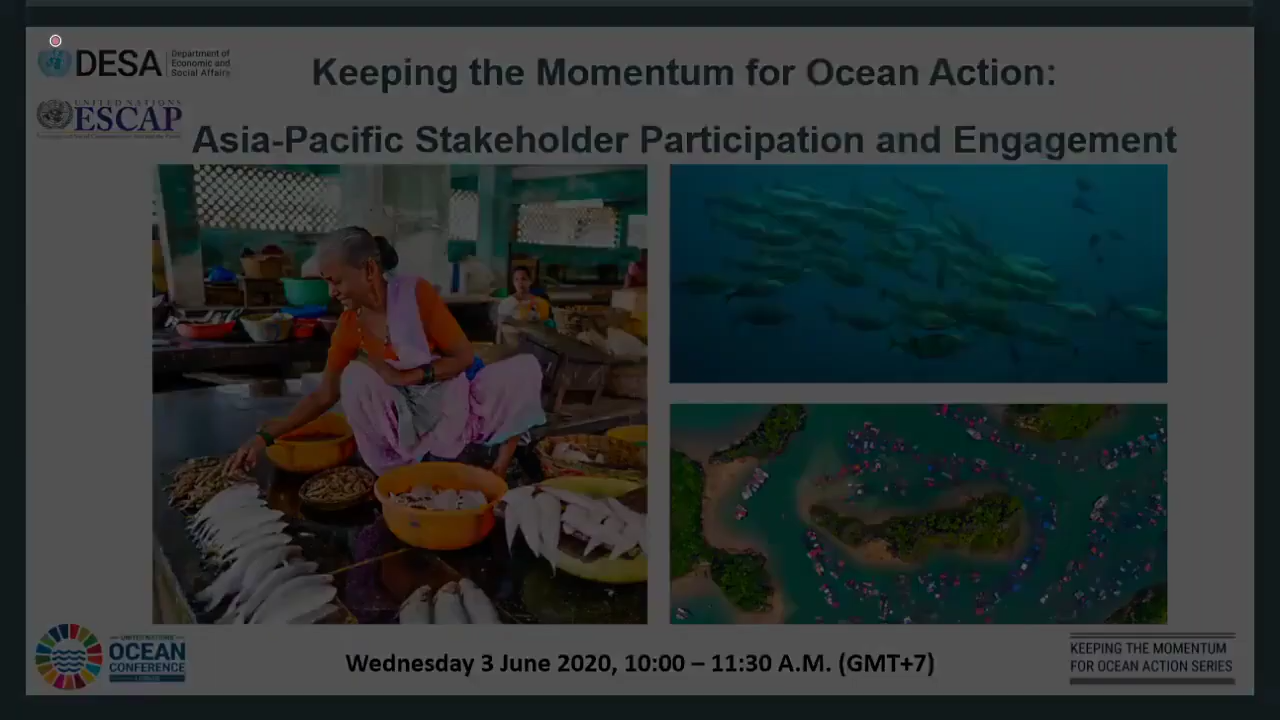 DESA
Department of
Economic and
Social Affairs
UNITED NATIONS
ESCAP
Keeping the Momentum for Ocean Action:
Asia-Pacific Stakeholder Participation and Engagement
UNITED NATIONS
OCEAN
CONFERENCE
Wednesday 3 June 2020, 10:00 – 11:30 A.M. (GMT+7)
KEEPING THE MOMENTUM
FOR OCEAN ACTION SERIES